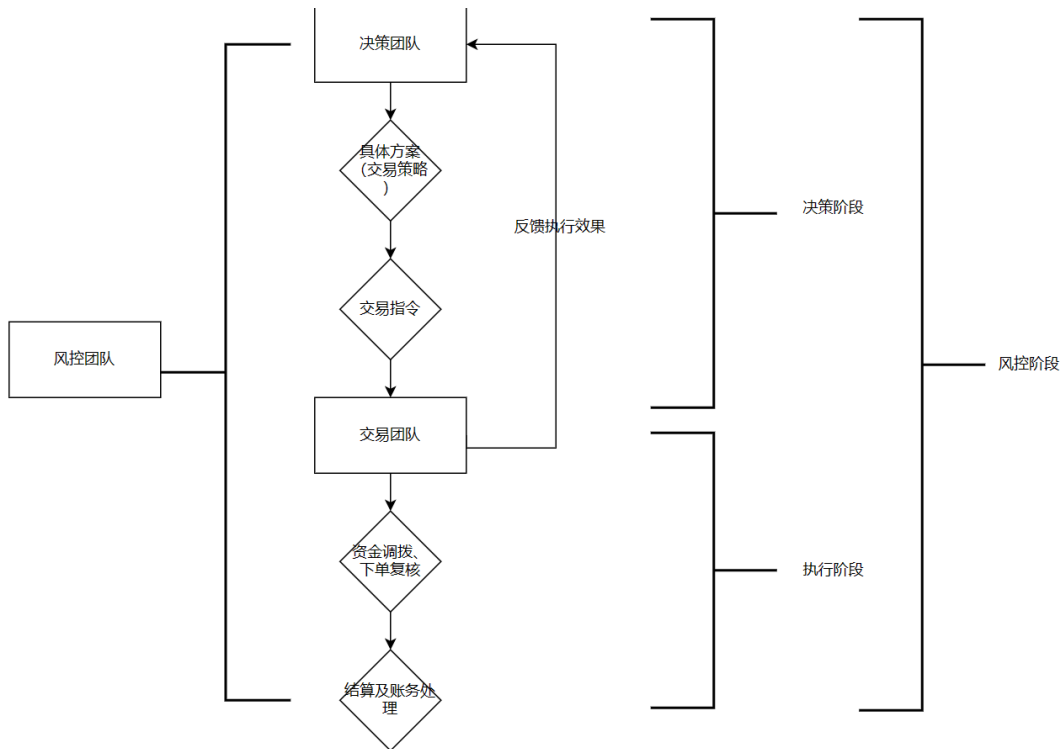 决策团队
具体方案
（交易策略
）
反馈执行效果
决策阶段
交易指令
风控团队
风控阶段
交易团队
资金调拨、
下单复核
执行阶段
结算及账务处
理